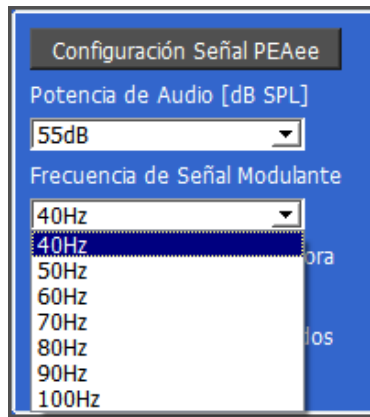 Configuración Señal PEAee
Potencia de Audio [dB SPL]
55dB
Frecuencia de Señal Modulante
40Hz
40Hz
50Hz
60Hz
70Hz
80Hz
90Hz
100Hz